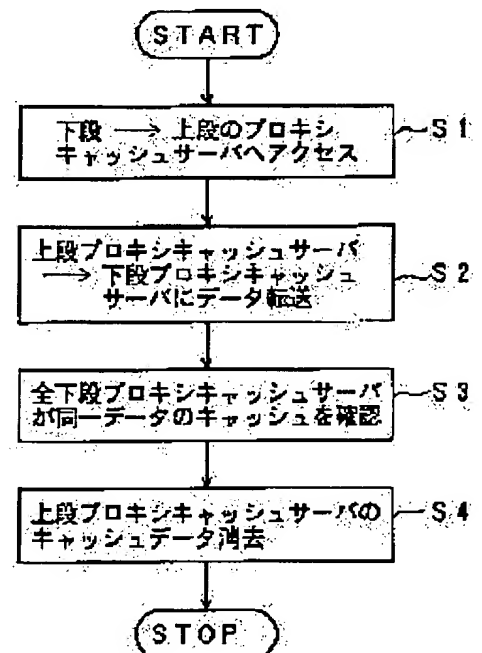 START
下段 → 上段のプロキシ
キャッシュサーバへアクセス
S1
上段プロキシキャッシュサーバ
→ 下段プロキシキャッシュ
サーバにデータ転送
S2
全下段プロキシキャッシュサーバ
が同一データのキャッシュを確認
S3
上段プロキシキャッシュサーバの
キャッシュデータ消去
S4
STOP